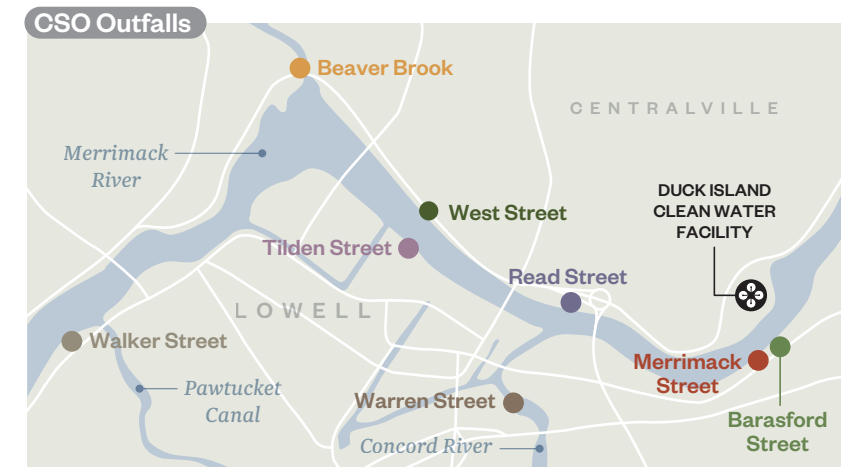 CSO Outfalls
Beaver Brook
CENTRALVILLE
Merrimack
River
DUCK ISLAND
CLEAN WATER
FACILITY
West Street
Tilden Street
Read Street
LOWELL
Walker Street
Merrimack
Street
Pawtucket
Canal
Warren Street
Barasford
Street
Concord River